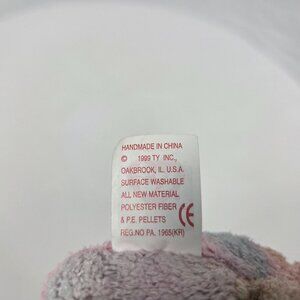 HANDMADE IN CHINA
© 1999 TY INC.,
OAKBROOK, IL. U.S.A.
SURFACE WASHABLE
ALL NEW MATERIAL
POLYESTER FIBER
& P.E. PELLETS CE
REG.NO PA. 1965(KR)